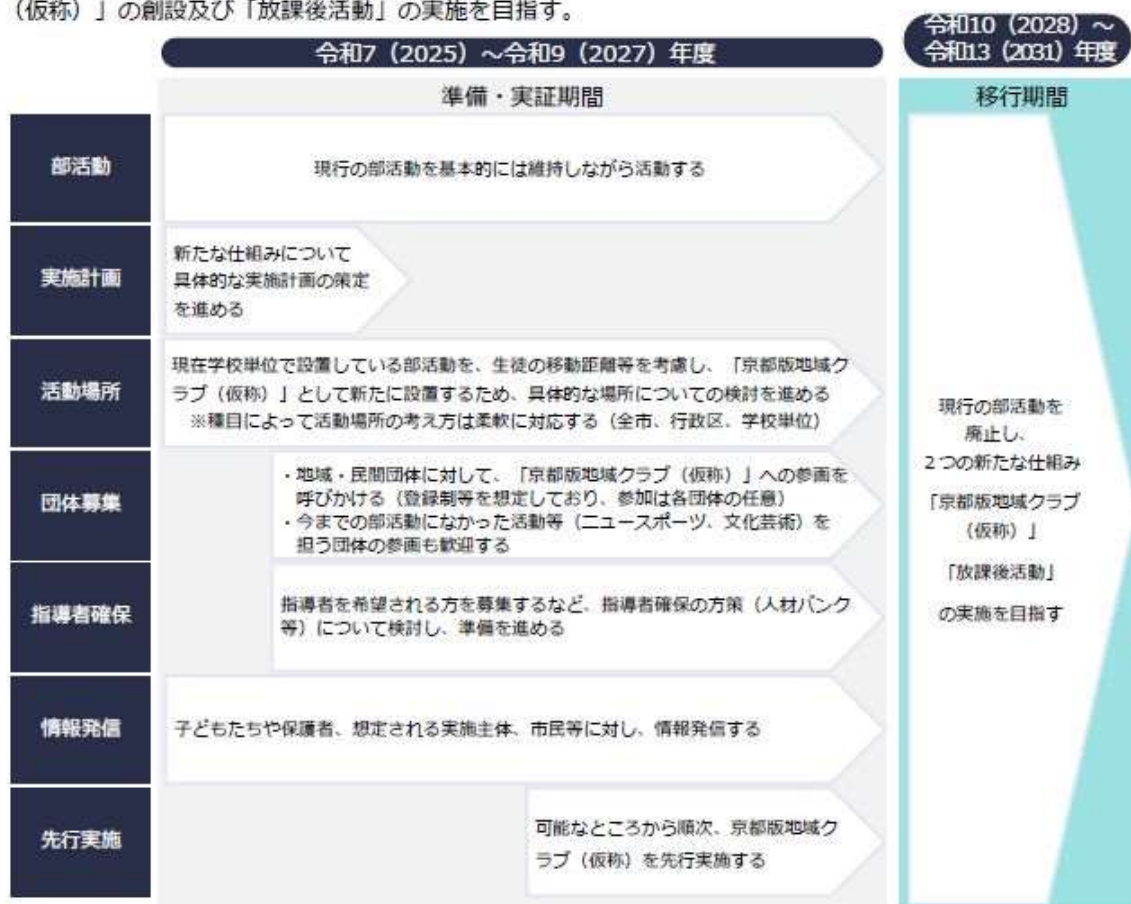 （仮称）」の創設及び「放課後活動」の実施を目指す。
令和7（2025）～令和9（2027）年度
令和10（2028）～
令和13（2031）年度
準備・実証期間
移行期間
部活動
現行の部活動を基本的には維持しながら活動する
実施計画
新たな仕組みについて
具体的な実施計画の策定
を進める
活動場所
現在学校単位で設置している部活動を、生徒の移動距離等を考慮し、「京都版地域ク
ラブ（仮称）」として新たに設置するため、具体的な場所についての検討を進める
※種目によって活動場所の考え方は柔軟に対応する（全市、行政区、学校単位）
団体募集
・地域・民間団体に対して、「京都版地域クラブ（仮称）」への参画を
呼びかける（登録制等を想定しており、参加は各団体の任意）
・今までの部活動になかった活動等（ニュースポーツ、文化芸術）を
担う団体の参画も歓迎する
指導者確保
指導者を希望される方を募集するなど、指導者確保の方策（人材バンク
等）について検討し、準備を進める
情報発信
子どもたちや保護者、想定される実施主体、市民等に対し、情報発信する
先行実施
可能なところから順次、京都版地域ク
ラブ（仮称）を先行実施する
現行の部活動を
廃止し、
２つの新たな仕組み
「京都版地域クラブ
（仮称）」
「放課後活動」
の実施を目指す